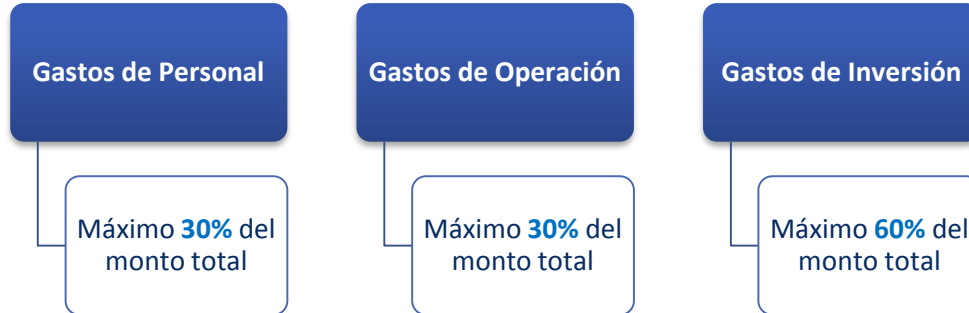 Gastos de Personal
Máximo 30% del
monto total
Gastos de Operación
Máximo 30% del
monto total
Gastos de Inversión
Máximo 60% del
monto total